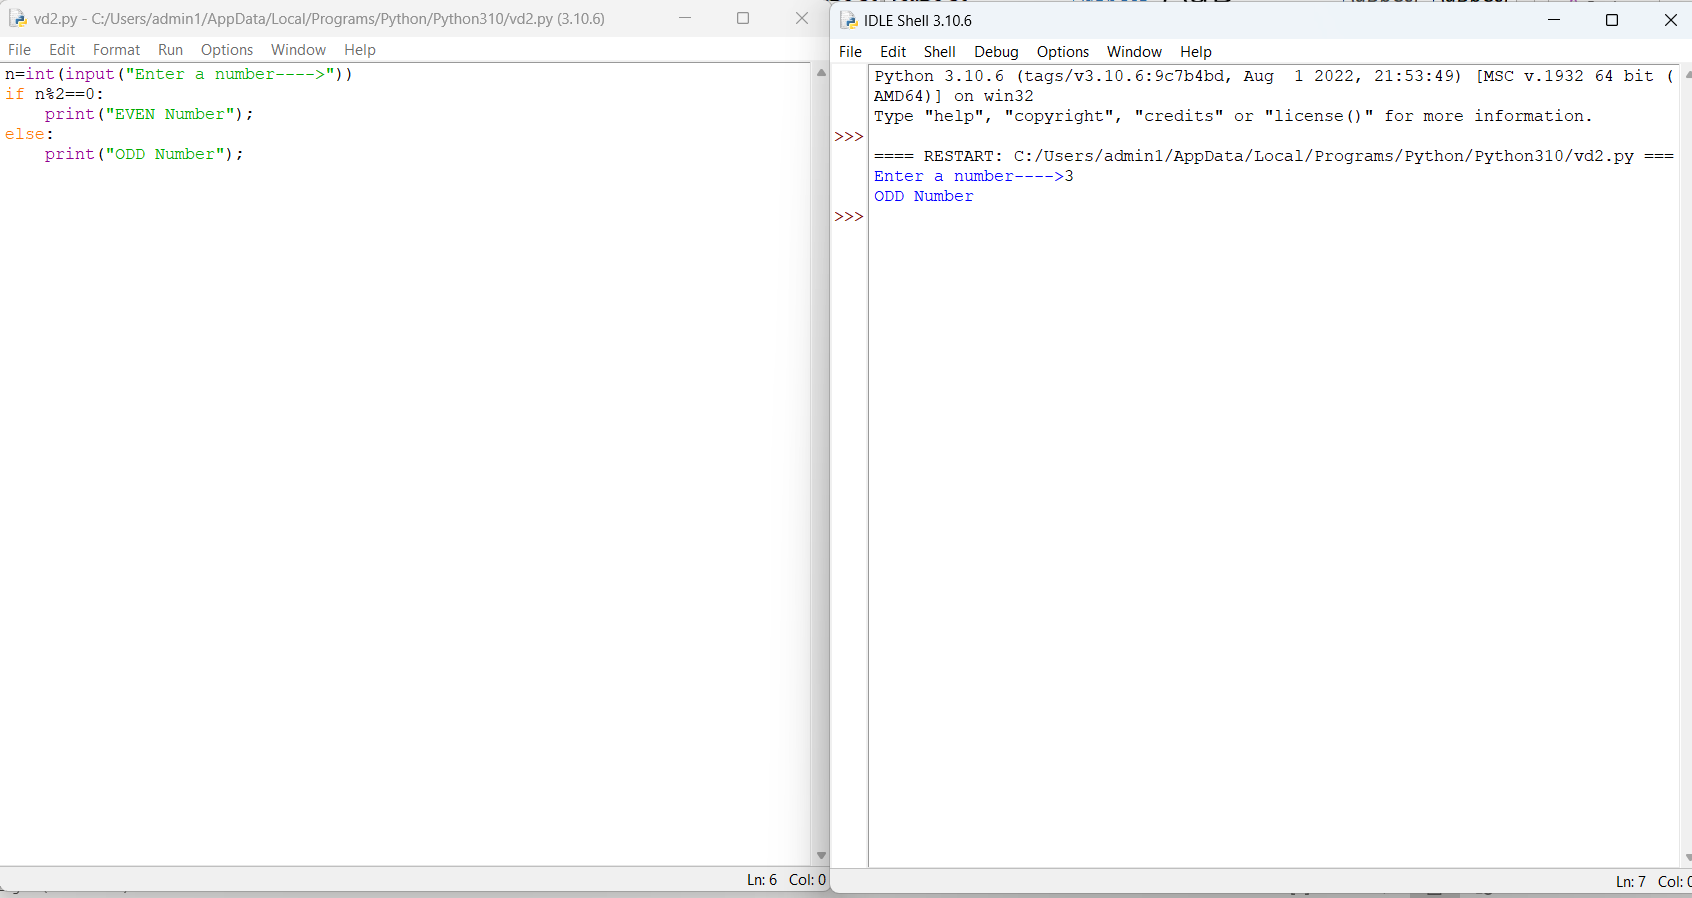 vd2.py - C:/Users/admin1/AppData/Local/Programs/Python/Python310/vd2.py (3.10.6)
File Edit Format Run Options Window Help
n=int(input("Enter a number---->"))
if n%2==0:
    print("EVEN Number");
else:
    print("ODD Number");
Ln: 6 Col: 0
IDLE Shell 3.10.6
File Edit Shell Debug Options Window Help
Python 3.10.6 (tags/v3.10.6:9c7b4bd, Aug  1 2022, 21:53:49) [MSC v.1932 64 bit (
AMD64)] on win32
Type "help", "copyright", "credits" or "license()" for more information.
>>>
==== RESTART: C:/Users/admin1/AppData/Local/Programs/Python/Python310/vd2.py ===
Enter a number---->3
ODD Number
>>>
Ln: 7 Col: 0